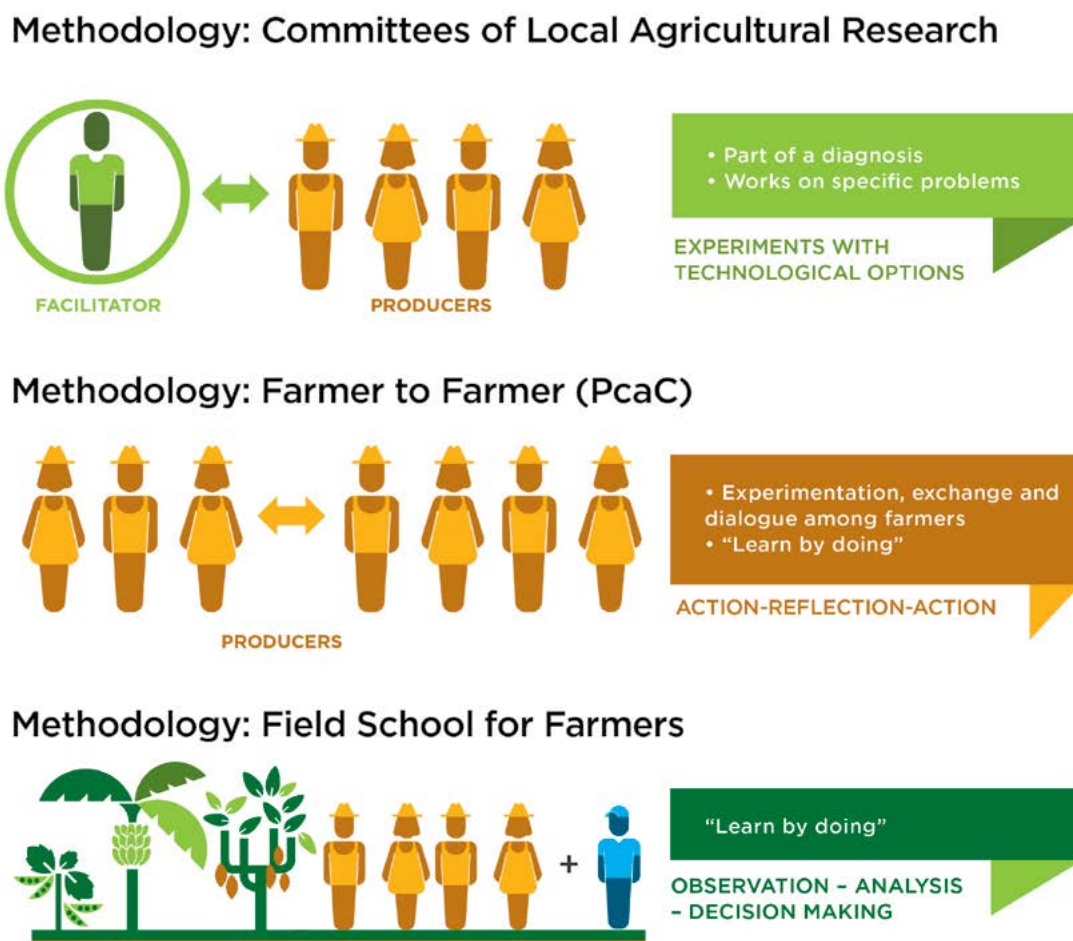 Methodology: Committees of Local Agricultural Research
FACILITATOR
PRODUCERS
• Part of a diagnosis
• Works on specific problems
EXPERIMENTS WITH
TECHNOLOGICAL OPTIONS
Methodology: Farmer to Farmer (PcaC)
PRODUCERS
• Experimentation, exchange and
dialogue among farmers
• “Learn by doing”
ACTION-REFLECTION-ACTION
Methodology: Field School for Farmers
+
“Learn by doing”
OBSERVATION – ANALYSIS
– DECISION MAKING